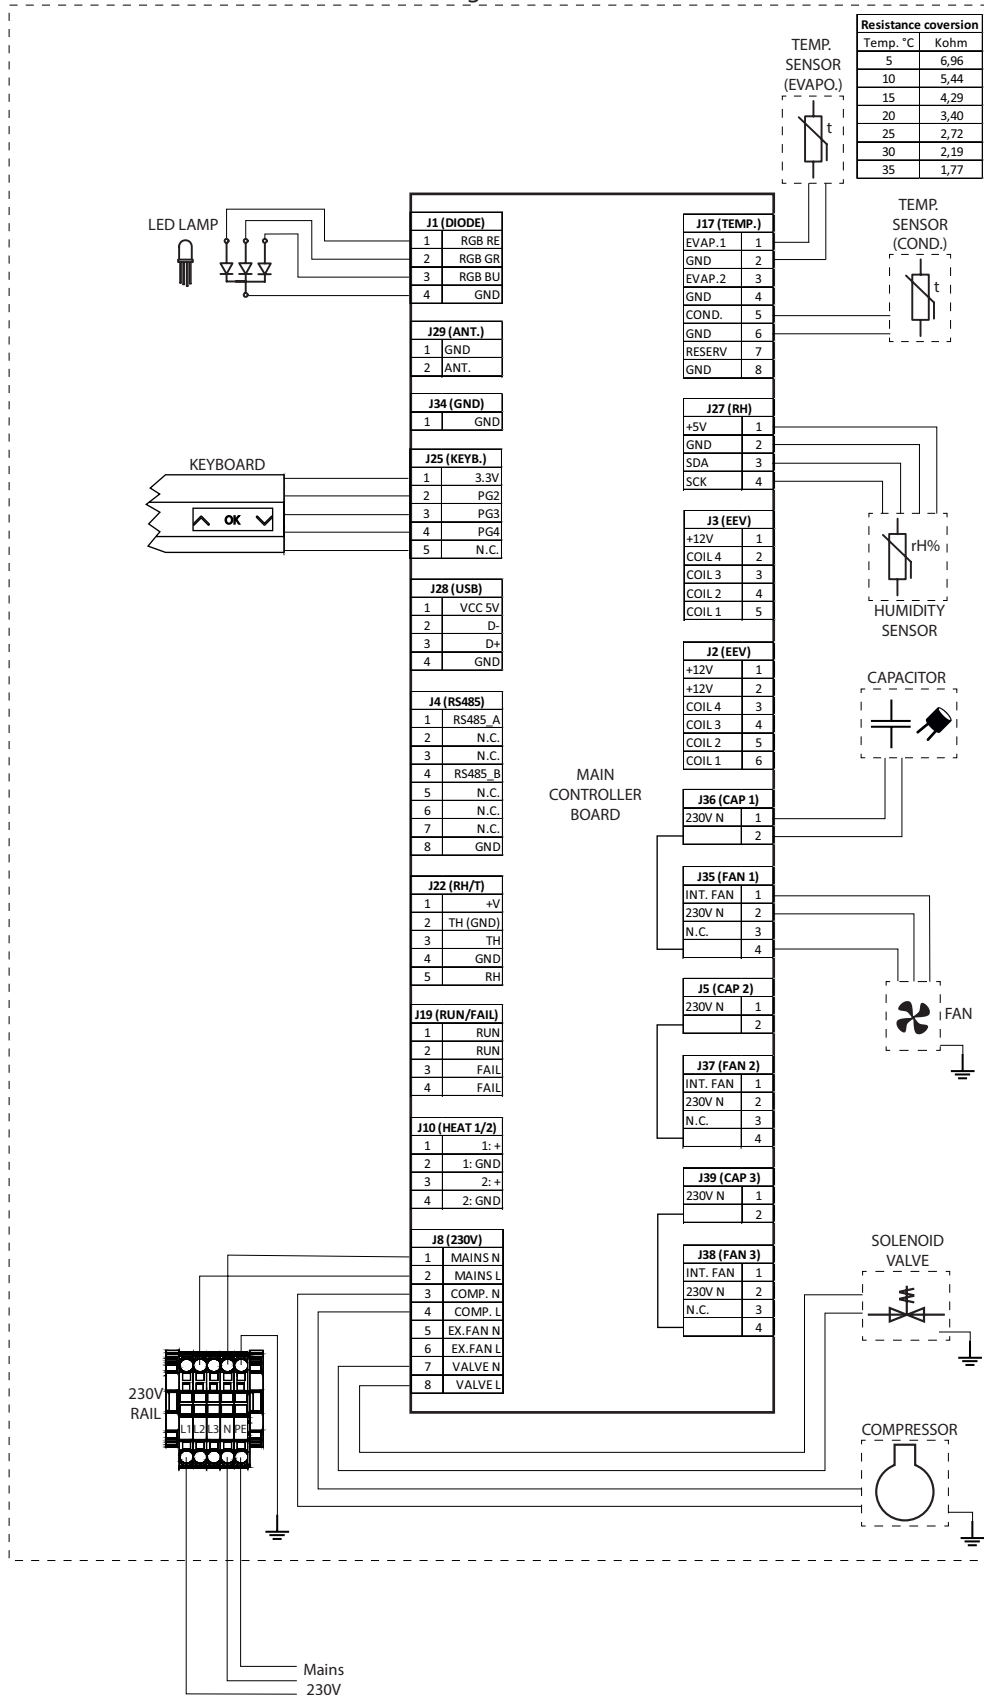 Resistance coversion
Temp. °C Kohm
5 6,96
10 5,44
15 4,29
20 3,40
25 2,72
30 2,19
35 1,77
TEMP.
SENSOR
(EVAPO.)
t
TEMP.
SENSOR
(COND.)
t
LED LAMP
J1 (DIODE)
1 RGB RE
2 RGB GR
3 RGB BU
4 GND
J29 (ANT.)
1 GND
2 ANT.
J34 (GND)
1 GND
KEYBOARD
OK
J25 (KEYB.)
1 3.3V
2 PG2
3 PG3
4 PG4
5 N.C.
J28 (USB)
1 VCC 5V
2 D-
3 D+
4 GND
J4 (RS485)
1 RS485_A
2 N.C.
3 N.C.
4 RS485_B
5 N.C.
6 N.C.
7 N.C.
8 GND
J22 (RH/T)
1 +V
2 TH (GND)
3 TH
4 GND
5 RH
J19 (RUN/FAIL)
1 RUN
2 RUN
3 FAIL
4 FAIL
J10 (HEAT 1/2)
1 1: +
2 1: GND
3 2: +
4 2: GND
J8 (230V)
1 MAINS N
2 MAINS L
3 COMP. N
4 COMP. L
5 EX.FAN N
6 EX.FAN L
7 VALVE N
8 VALVE L
MAIN
CONTROLLER
BOARD
J17 (TEMP.)
EVAP.1 1
GND 2
EVAP.2 3
GND 4
COND. 5
GND 6
RESERV 7
GND 8
J27 (RH)
+5V 1
GND 2
SDA 3
SCK 4
rH%
HUMIDITY
SENSOR
J3 (EEV)
+12V 1
COIL 4 2
COIL 3 3
COIL 2 4
COIL 1 5
J2 (EEV)
+12V 1
+12V 2
COIL 4 3
COIL 3 4
COIL 2 5
COIL 1 6
CAPACITOR
J36 (CAP 1)
230V N 1
2
J35 (FAN 1)
INT. FAN 1
230V N 2
N.C. 3
4
FAN
J5 (CAP 2)
230V N 1
2
J37 (FAN 2)
INT. FAN 1
230V N 2
N.C. 3
4
J39 (CAP 3)
230V N 1
2
J38 (FAN 3)
INT. FAN 1
230V N 2
N.C. 3
4
SOLENOID
VALVE
COMPRESSOR
230V
RAIL
L1 L2 L3 N PE
Mains
230V